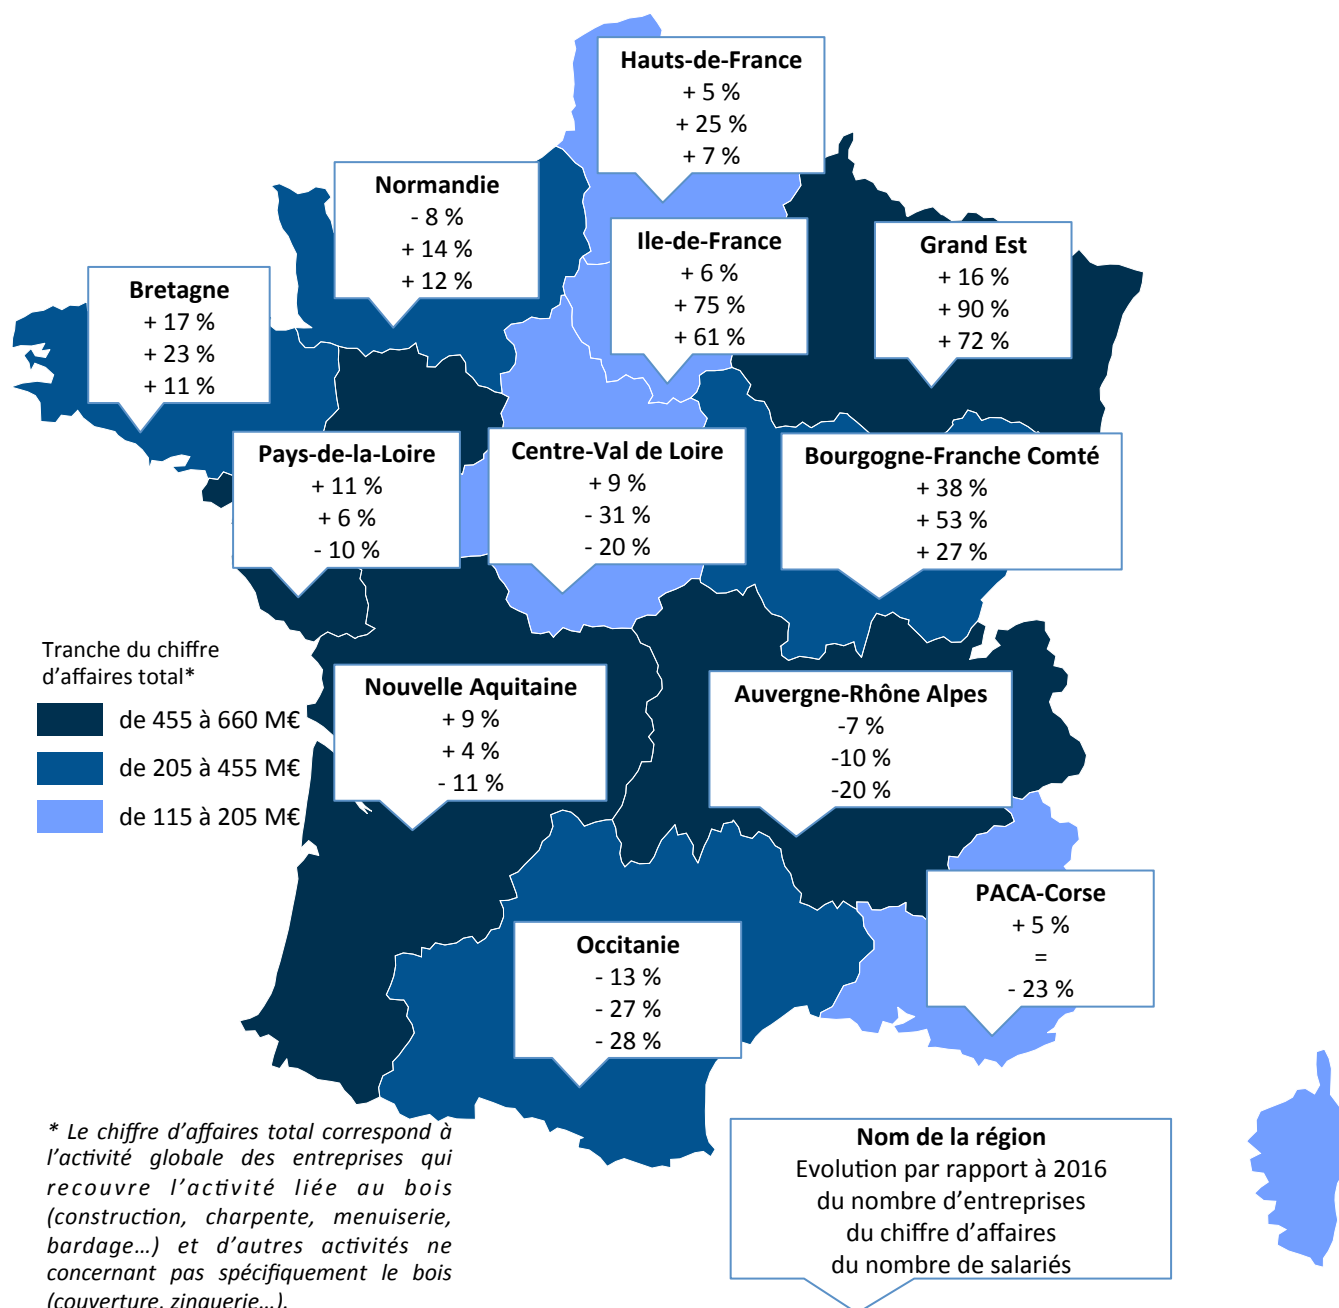 Hauts-de-France
+ 5 %
+ 25 %
+ 7 %
Normandie
- 8 %
+ 14 %
+ 12 %
Ile-de-France
+ 6 %
+ 75 %
+ 61 %
Grand Est
+ 16 %
+ 90 %
+ 72 %
Bretagne
+ 17 %
+ 23 %
+ 11 %
Pays-de-la-Loire
+ 11 %
+ 6 %
- 10 %
Centre-Val de Loire
+ 9 %
- 31 %
- 20 %
Bourgogne-Franche Comté
+ 38 %
+ 53 %
+ 27 %
Tranche du chiffre
d’affaires total*
de 455 à 660 M€
de 205 à 455 M€
de 115 à 205 M€
Nouvelle Aquitaine
+ 9 %
+ 4 %
- 11 %
Auvergne-Rhône Alpes
-7 %
-10 %
-20 %
PACA-Corse
+ 5 %
=
- 23 %
Occitanie
- 13 %
- 27 %
- 28 %
* Le chiffre d’affaires total correspond à
l’activité globale des entreprises qui
recouvre l’activité liée au bois
(construction, charpente, menuiserie,
bardage…) et d’autres activités ne
concernant pas spécifiquement le bois
(couverture, zinguerie…).
Nom de la région
Evolution par rapport à 2016
du nombre d’entreprises
du chiffre d’affaires
du nombre de salariés